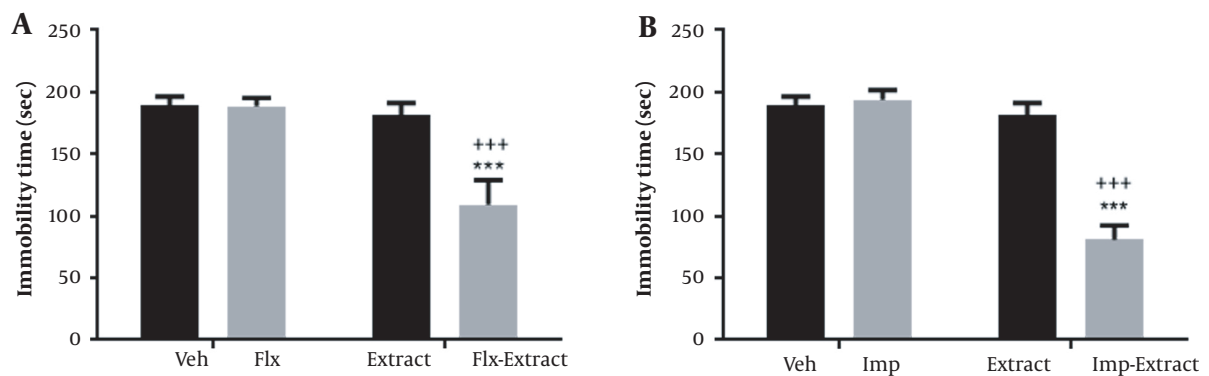 A
Immobility time (sec)
250
200
150
100
50
0
+++
***
Veh
Flx
Extract
Flx-Extract
B
Immobility time (sec)
250
200
150
100
50
0
+++
***
Veh
Imp
Extract
Imp-Extract